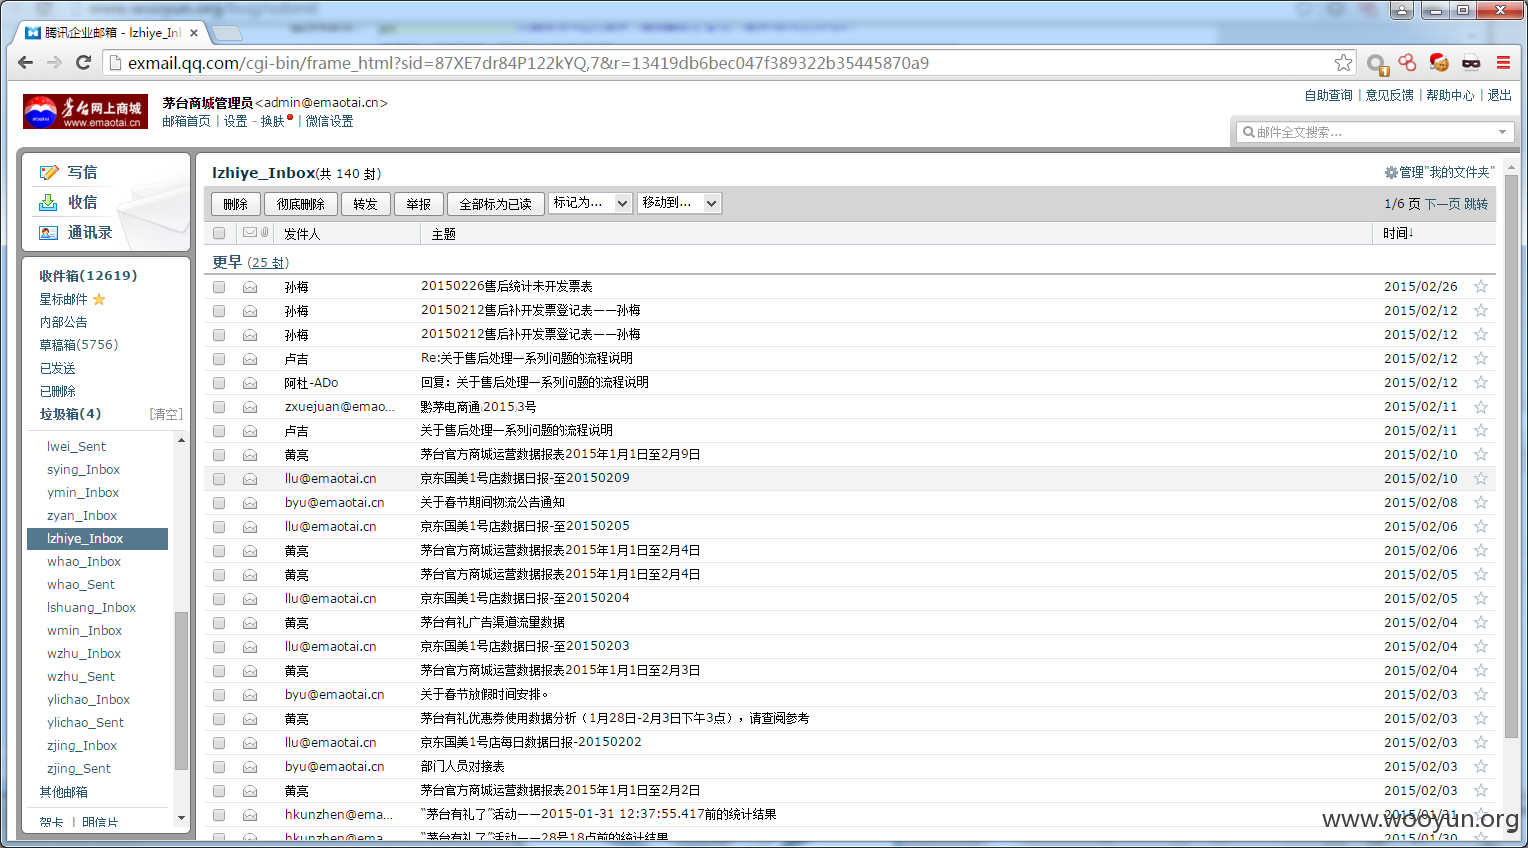 腾讯企业邮箱 - lzhiye_Inl
exmail.qq.com/cgi-bin/frame_html?sid=87XE7dr84P122kYQ,7&r=13419db6bec047f389322b35445870a9
茅台网上商城
www.emaotai.cn
茅台商城管理员<admin@emaotai.cn>
邮箱首页 | 设置 - 换肤 | 微信设置
自助查询 | 意见反馈 | 帮助中心 | 退出
邮件全文搜索...
写信
收信
通讯录
收件箱(12619)
星标邮件
内部公告
草稿箱(5756)
已发送
已删除
垃圾箱(4) [清空]
lwei_Sent
sying_Inbox
ymin_Inbox
zyan_Inbox
lzhiye_Inbox
whao_Inbox
whao_Sent
lshuang_Inbox
wmin_Inbox
wzhu_Inbox
wzhu_Sent
ylichao_Inbox
ylichao_Sent
zjing_Inbox
zjing_Sent
其他邮箱
贺卡 | 明信片
lzhiye_Inbox(共 140 封)
管理"我的文件夹"
删除 彻底删除 转发 举报 全部标为已读 标记为... 移动到...
1/6 页 下一页 跳转
发件人 主题 时间↓
更早 (25 封)
孙梅 20150226售后统计未开发票表 2015/02/26
孙梅 20150212售后补开发票登记表——孙梅 2015/02/12
孙梅 20150212售后补开发票登记表——孙梅 2015/02/12
卢吉 Re:关于售后处理一系列问题的流程说明 2015/02/12
阿杜-ADo 回复：关于售后处理一系列问题的流程说明 2015/02/12
zxuejuan@emao... 黔茅电商通[2015]3号 2015/02/11
卢吉 关于售后处理一系列问题的流程说明 2015/02/11
黄亮 茅台官方商城运营数据报表2015年1月1日至2月9日 2015/02/10
llu@emaotai.cn 京东国美1号店数据日报-至20150209 2015/02/10
byu@emaotai.cn 关于春节期间物流公告通知 2015/02/08
llu@emaotai.cn 京东国美1号店数据日报-至20150205 2015/02/06
黄亮 茅台官方商城运营数据报表2015年1月1日至2月4日 2015/02/06
黄亮 茅台官方商城运营数据报表2015年1月1日至2月4日 2015/02/05
llu@emaotai.cn 京东国美1号店数据日报-至20150204 2015/02/05
黄亮 茅台有礼广告渠道流量数据 2015/02/04
llu@emaotai.cn 京东国美1号店数据日报-至20150203 2015/02/04
黄亮 茅台官方商城运营数据报表2015年1月1日至2月3日 2015/02/04
byu@emaotai.cn 关于春节放假时间安排。 2015/02/03
黄亮 茅台有礼优惠券使用数据分析（1月28日-2月3日下午3点），请查阅参考 2015/02/03
llu@emaotai.cn 京东国美1号店每日数据日报-20150202 2015/02/03
byu@emaotai.cn 部门人员对接表 2015/02/03
黄亮 茅台官方商城运营数据报表2015年1月1日至2月2日 2015/02/03
hkunzhen@ema... "茅台有礼了"活动——2015-01-31 12:37:55.417前的统计结果 2015/01/31
hkunzhen@ema... "茅台有礼了"活动——28号18点前的统计结果 2015/01/30
www.wooyun.org